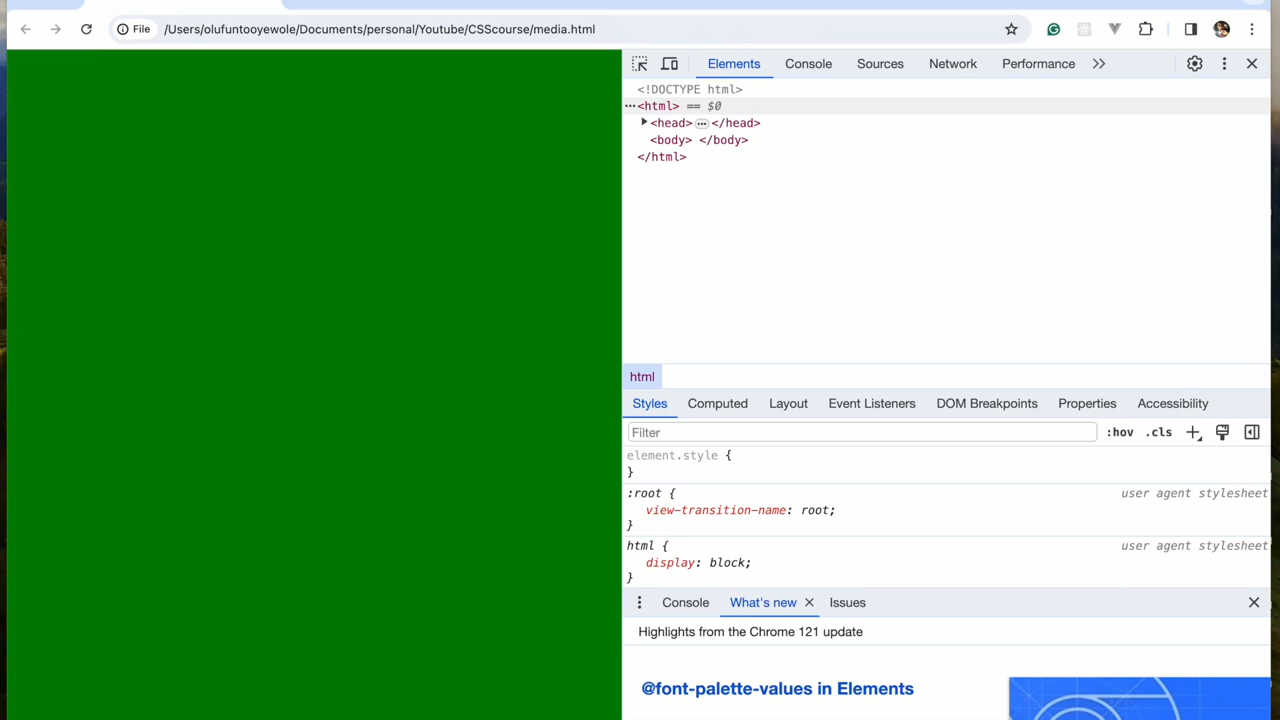 File /Users/olufuntooyewole/Documents/personal/Youtube/CSScourse/media.html
Elements Console Sources Network Performance
<!DOCTYPE html>
<html> == $0
<head> … </head>
<body> </body>
</html>
html
Styles Computed Layout Event Listeners DOM Breakpoints Properties Accessibility
Filter :hov .cls
element.style {
}
:root { user agent stylesheet
view-transition-name: root;
}
html { user agent stylesheet
display: block;
}
Console What's new Issues
Highlights from the Chrome 121 update
@font-palette-values in Elements